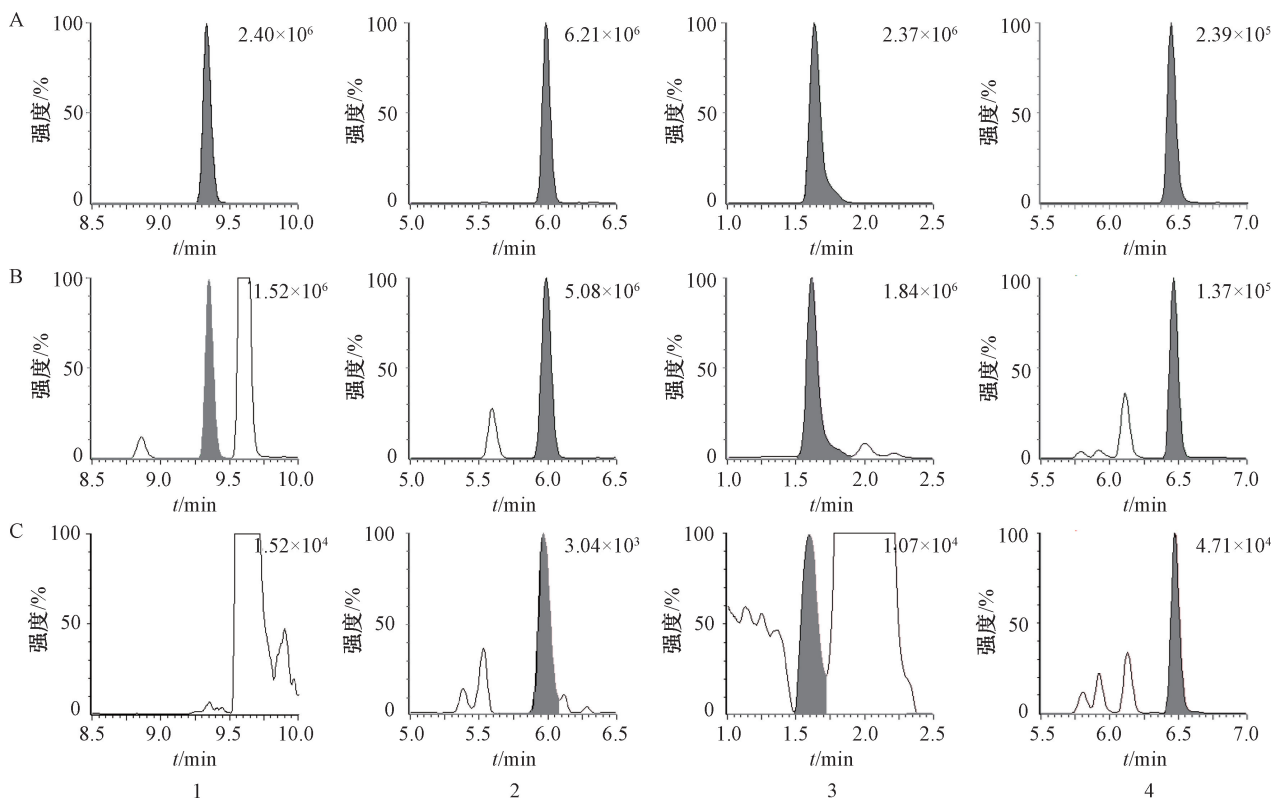 A
100 50 0 强度/% 2.40×10⁶ 8.5 9.0 9.5 10.0 t/min
100 50 0 强度/% 6.21×10⁶ 5.0 5.5 6.0 6.5 t/min
100 50 0 强度/% 2.37×10⁶ 1.0 1.5 2.0 2.5 t/min
100 50 0 强度/% 2.39×10⁵ 5.5 6.0 6.5 7.0 t/min
B
100 50 0 强度/% 1.52×10⁶ 8.5 9.0 9.5 10.0 t/min
100 50 0 强度/% 5.08×10⁶ 5.0 5.5 6.0 6.5 t/min
100 50 0 强度/% 1.84×10⁶ 1.0 1.5 2.0 2.5 t/min
100 50 0 强度/% 1.37×10⁵ 5.5 6.0 6.5 7.0 t/min
C
100 50 0 强度/% 1.52×10⁴ 8.5 9.0 9.5 10.0 t/min
100 50 0 强度/% 3.04×10³ 5.0 5.5 6.0 6.5 t/min
100 50 0 强度/% 1.07×10⁴ 1.0 1.5 2.0 2.5 t/min
100 50 0 强度/% 4.71×10⁴ 5.5 6.0 6.5 7.0 t/min
1 2 3 4